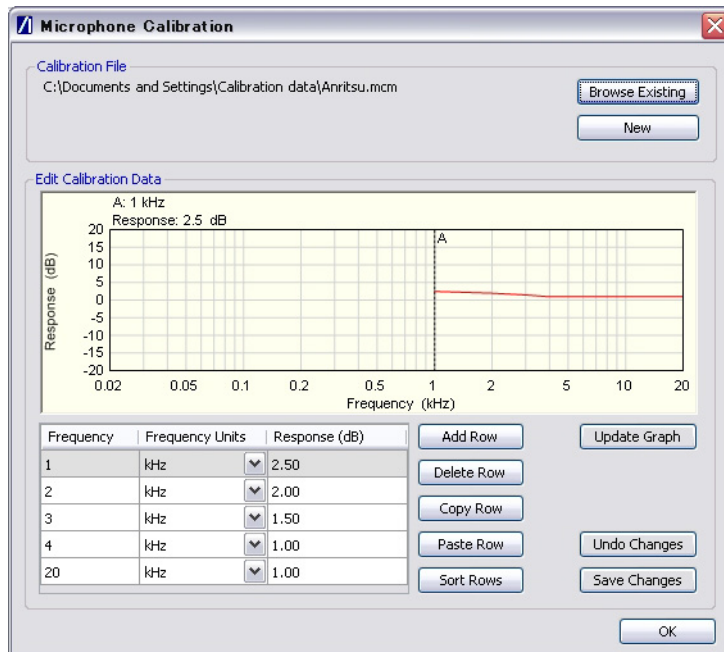 Microphone Calibration
Calibration File
C:\Documents and Settings\Calibration data\Anritsu.mcm
Browse Existing
New
Edit Calibration Data
A: 1 kHz
Response: 2.5 dB
A
Response (dB)
20
15
10
5
0
-5
-10
-15
-20
0.02 0.05 0.1 0.2 0.5 1 2 5 10 20
Frequency (kHz)
Frequency Frequency Units Response (dB)
1 kHz 2.50
2 kHz 2.00
3 kHz 1.50
4 kHz 1.00
20 kHz 1.00
Add Row
Delete Row
Copy Row
Paste Row
Sort Rows
Update Graph
Undo Changes
Save Changes
OK